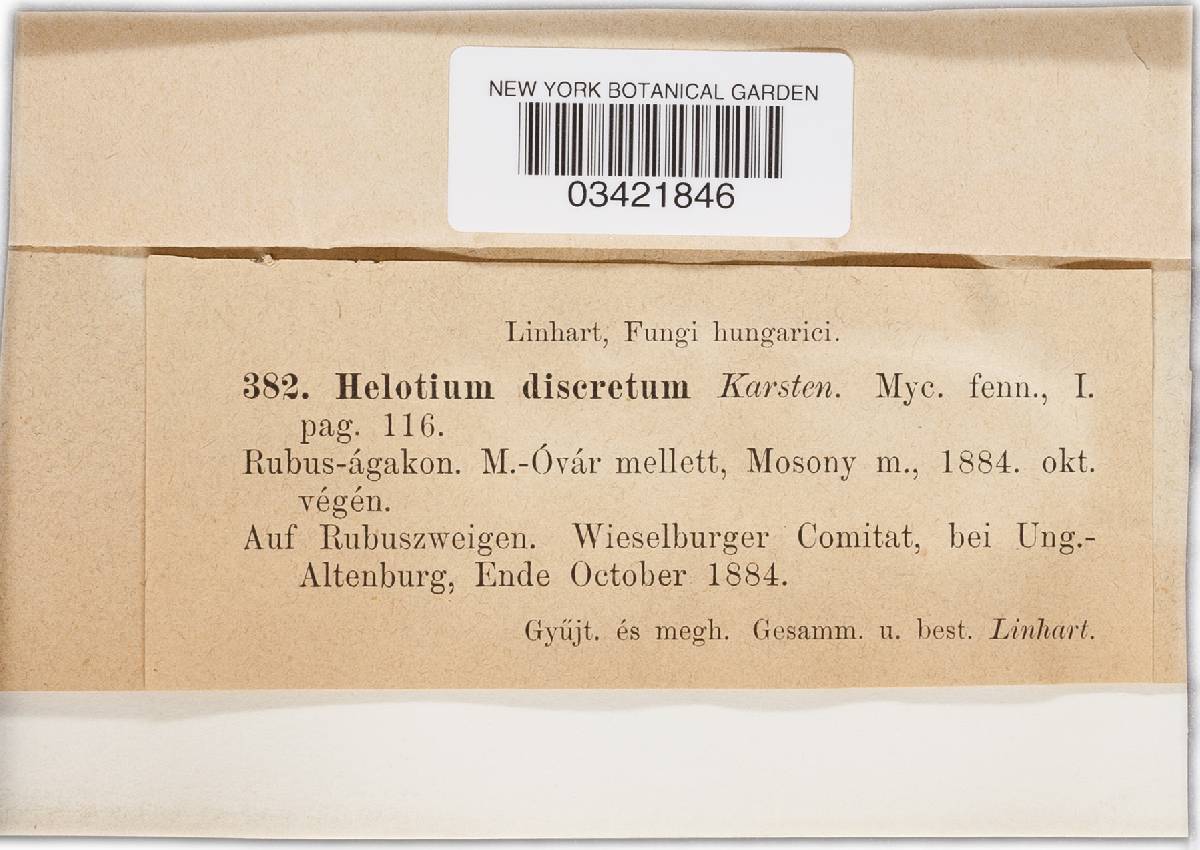 NEW YORK BOTANICAL GARDEN
03421846
Linhart, Fungi hungarici.
382. Helotium discretum Karsten. Myc. fenn., I.
pag. 116.
Rubus-ágakon. M.-Óvár mellett, Mosony m., 1884. okt.
végén.
Auf Rubuszweigen. Wieselburger Comitat, bei Ung.-
Altenburg, Ende October 1884.
Gyűjt. és megh. Gesamm. u. best. Linhart.